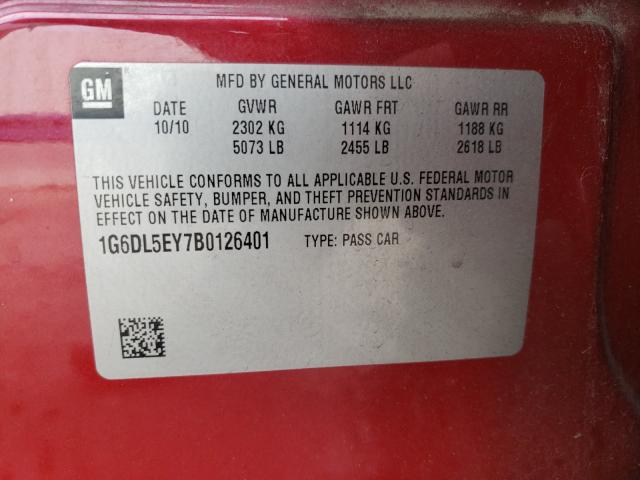 GM
MFD BY GENERAL MOTORS LLC
DATE GVWR GAWR FRT GAWR RR
10/10 2302 KG 1114 KG 1188 KG
5073 LB 2455 LB 2618 LB
THIS VEHICLE CONFORMS TO ALL APPLICABLE U.S. FEDERAL MOTOR
VEHICLE SAFETY, BUMPER, AND THEFT PREVENTION STANDARDS IN
EFFECT ON THE DATE OF MANUFACTURE SHOWN ABOVE.
1G6DL5EY7B0126401 TYPE: PASS CAR